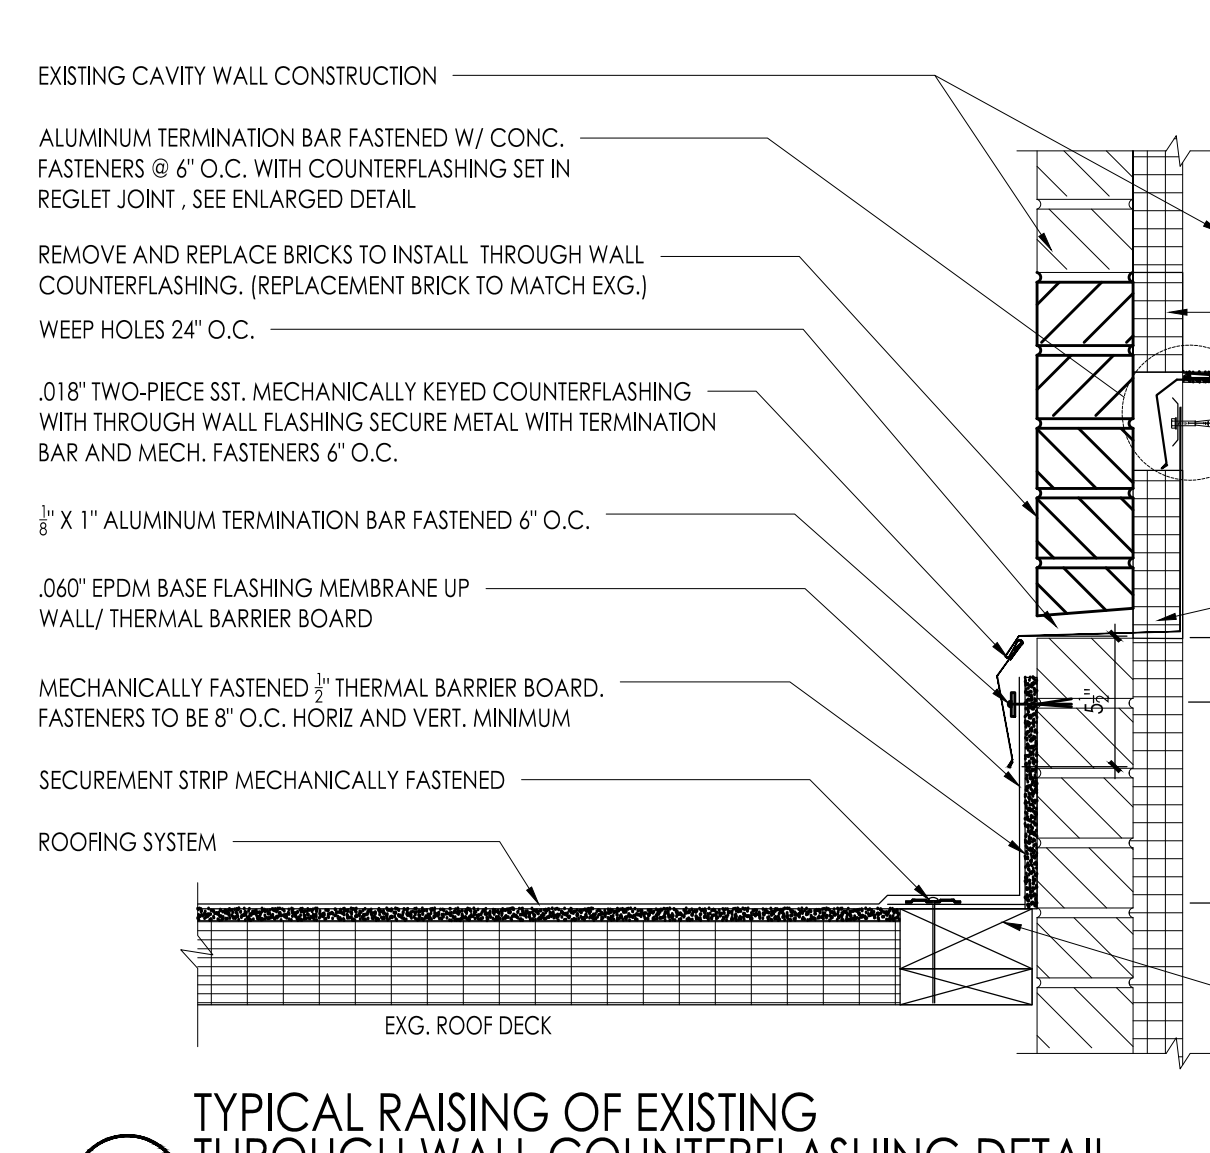 EXISTING CAVITY WALL CONSTRUCTION
ALUMINUM TERMINATION BAR FASTENED W/ CONC.
FASTENERS @ 6" O.C. WITH COUNTERFLASHING SET IN
REGLET JOINT , SEE ENLARGED DETAIL
REMOVE AND REPLACE BRICKS TO INSTALL THROUGH WALL
COUNTERFLASHING. (REPLACEMENT BRICK TO MATCH EXG.)
WEEP HOLES 24" O.C.
.018" TWO-PIECE SST. MECHANICALLY KEYED COUNTERFLASHING
WITH THROUGH WALL FLASHING SECURE METAL WITH TERMINATION
BAR AND MECH. FASTENERS 6" O.C.
1/8" X 1" ALUMINUM TERMINATION BAR FASTENED 6" O.C.
.060" EPDM BASE FLASHING MEMBRANE UP
WALL/ THERMAL BARRIER BOARD
MECHANICALLY FASTENED 1/2" THERMAL BARRIER BOARD.
FASTENERS TO BE 8" O.C. HORIZ AND VERT. MINIMUM
5 1/2"
SECUREMENT STRIP MECHANICALLY FASTENED
ROOFING SYSTEM
EXG. ROOF DECK
TYPICAL RAISING OF EXISTING
THROUGH WALL COUNTERFLASHING DETAIL